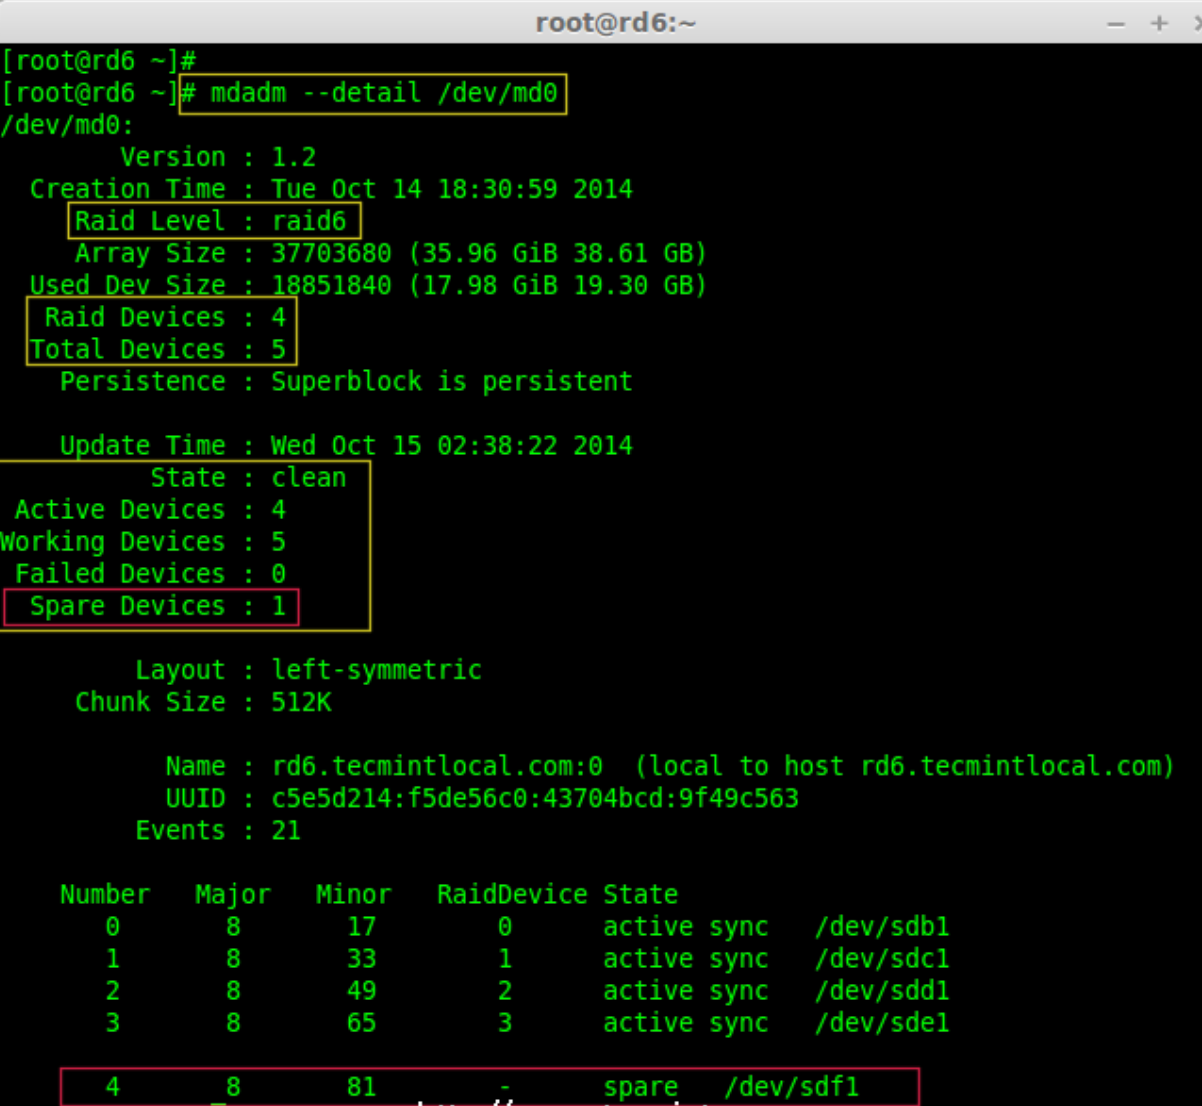 root@rd6:~
[root@rd6 ~]#
[root@rd6 ~]# mdadm --detail /dev/md0
/dev/md0:
Version : 1.2
Creation Time : Tue Oct 14 18:30:59 2014
Raid Level : raid6
Array Size : 37703680 (35.96 GiB 38.61 GB)
Used Dev Size : 18851840 (17.98 GiB 19.30 GB)
Raid Devices : 4
Total Devices : 5
Persistence : Superblock is persistent
Update Time : Wed Oct 15 02:38:22 2014
State : clean
Active Devices : 4
Working Devices : 5
Failed Devices : 0
Spare Devices : 1
Layout : left-symmetric
Chunk Size : 512K
Name : rd6.tecmintlocal.com:0 (local to host rd6.tecmintlocal.com)
UUID : c5e5d214:f5de56c0:43704bcd:9f49c563
Events : 21
Number Major Minor RaidDevice State
0 8 17 0 active sync /dev/sdb1
1 8 33 1 active sync /dev/sdc1
2 8 49 2 active sync /dev/sdd1
3 8 65 3 active sync /dev/sde1
4 8 81 - spare /dev/sdf1